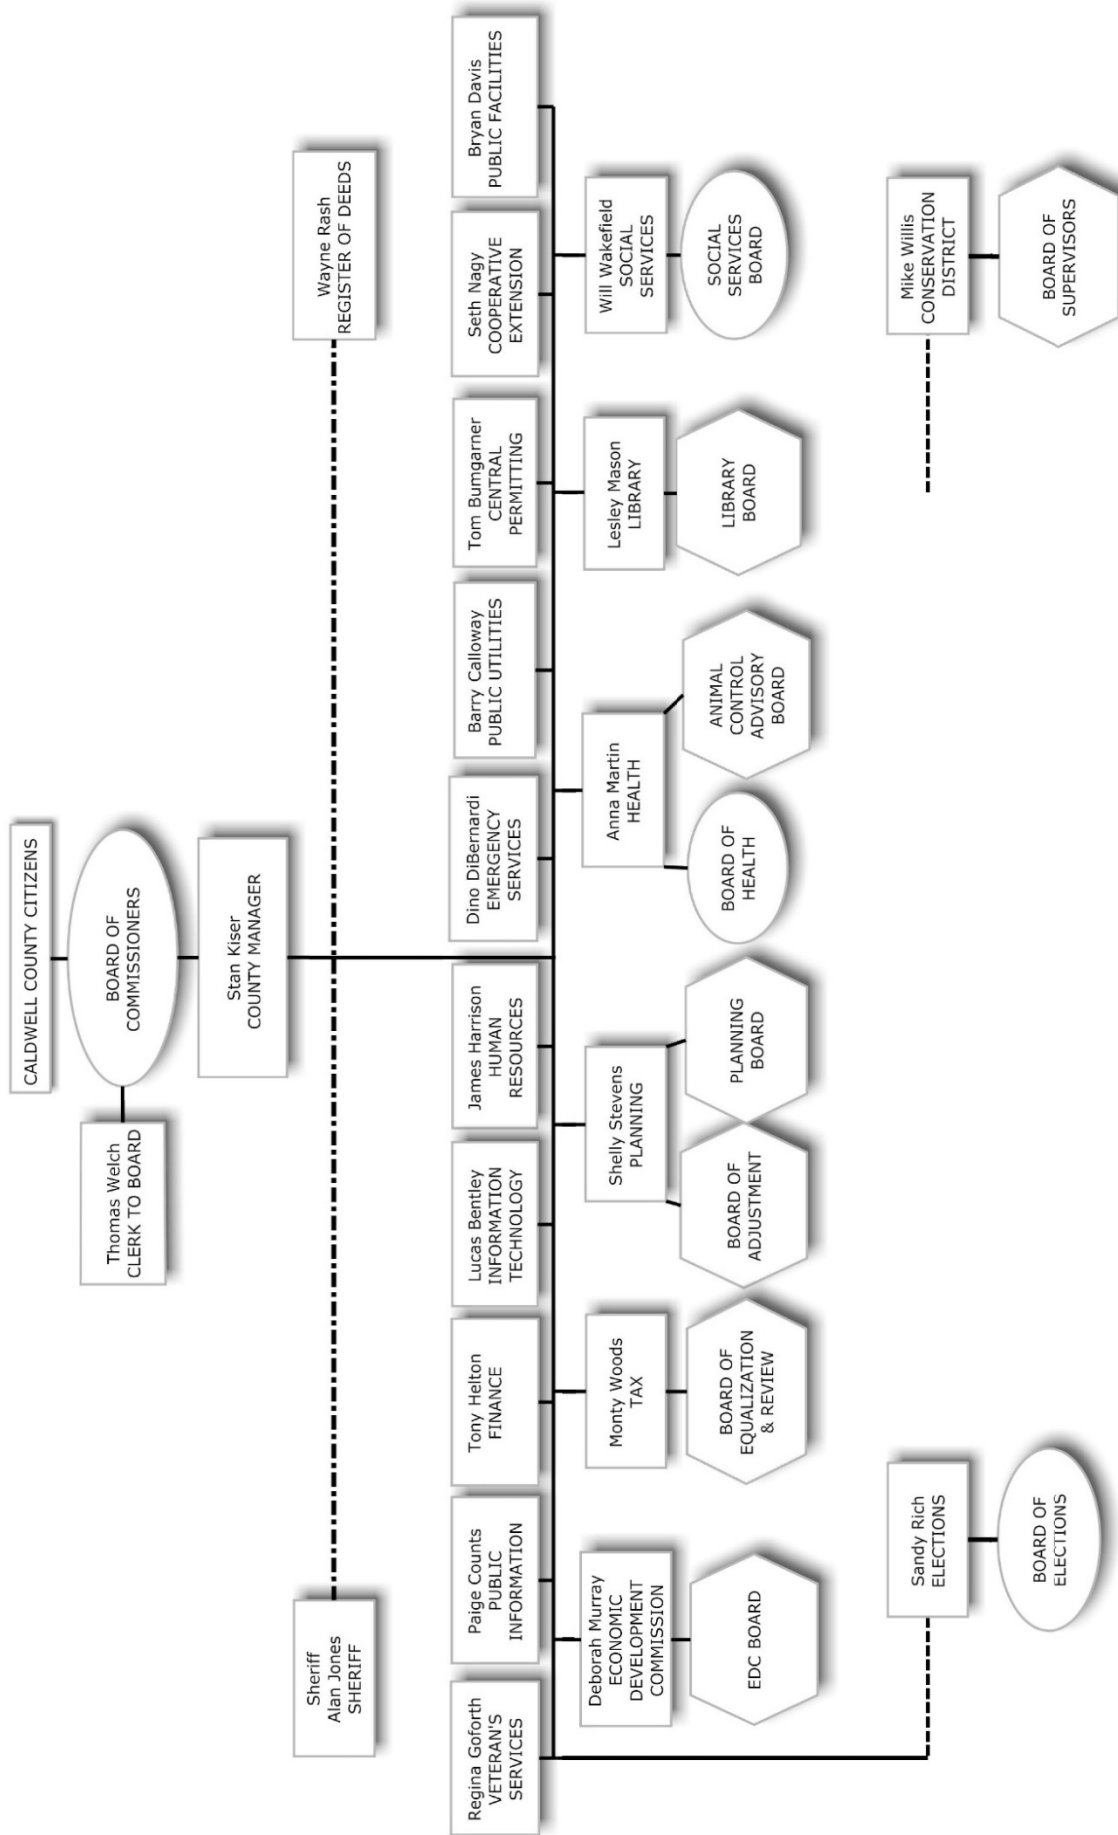 CALDWELL COUNTY CITIZENS
BOARD OF
COMMISSIONERS
Thomas Welch
CLERK TO BOARD
Stan Kiser
COUNTY MANAGER
Sheriff
Alan Jones
SHERIFF
Wayne Rash
REGISTER OF DEEDS
Regina Goforth
VETERAN'S
SERVICES
Paige Counts
PUBLIC
INFORMATION
Tony Helton
FINANCE
Lucas Bentley
INFORMATION
TECHNOLOGY
James Harrison
HUMAN
RESOURCES
Dino DiBernardi
EMERGENCY
SERVICES
Barry Calloway
PUBLIC UTILITIES
Tom Bumgarner
CENTRAL
PERMITTING
Seth Nagy
COOPERATIVE
EXTENSION
Bryan Davis
PUBLIC FACILITIES
Deborah Murray
ECONOMIC
DEVELOPMENT
COMMISSION
Monty Woods
TAX
Shelly Stevens
PLANNING
Anna Martin
HEALTH
Lesley Mason
LIBRARY
Will Wakefield
SOCIAL
SERVICES
EDC BOARD
BOARD OF
EQUALIZATION
& REVIEW
BOARD OF
ADJUSTMENT
PLANNING
BOARD
BOARD OF
HEALTH
ANIMAL
CONTROL
ADVISORY
BOARD
LIBRARY
BOARD
SOCIAL
SERVICES
BOARD
Sandy Rich
ELECTIONS
Mike Willis
CONSERVATION
DISTRICT
BOARD OF
ELECTIONS
BOARD OF
SUPERVISORS